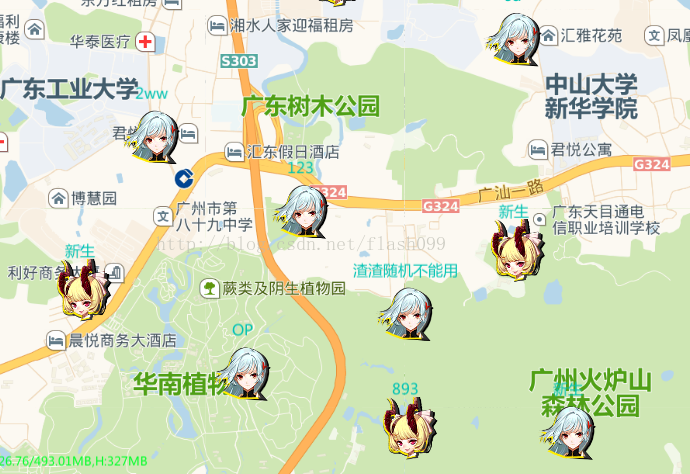 湘水人家迎福租房
汇雅花苑
华泰医疗
S303
广东工业大学
2ww
广东树木公园
中山大学
新华学院
汇东假日酒店
君悦公寓
123
G324
G324
G324
广汕一路
博慧园
广州市第
八十九中学
新生
广东天目通电
信职业培训学校
http://blog.csdn.net/flash099
新生
利好商务大
渣渣随机不能用
蕨类及阴生植物园
OP
晨悦商务大酒店
华南植物
893
广州火炉山
森林公园
新生
26.76/493.01MB,H:327MB